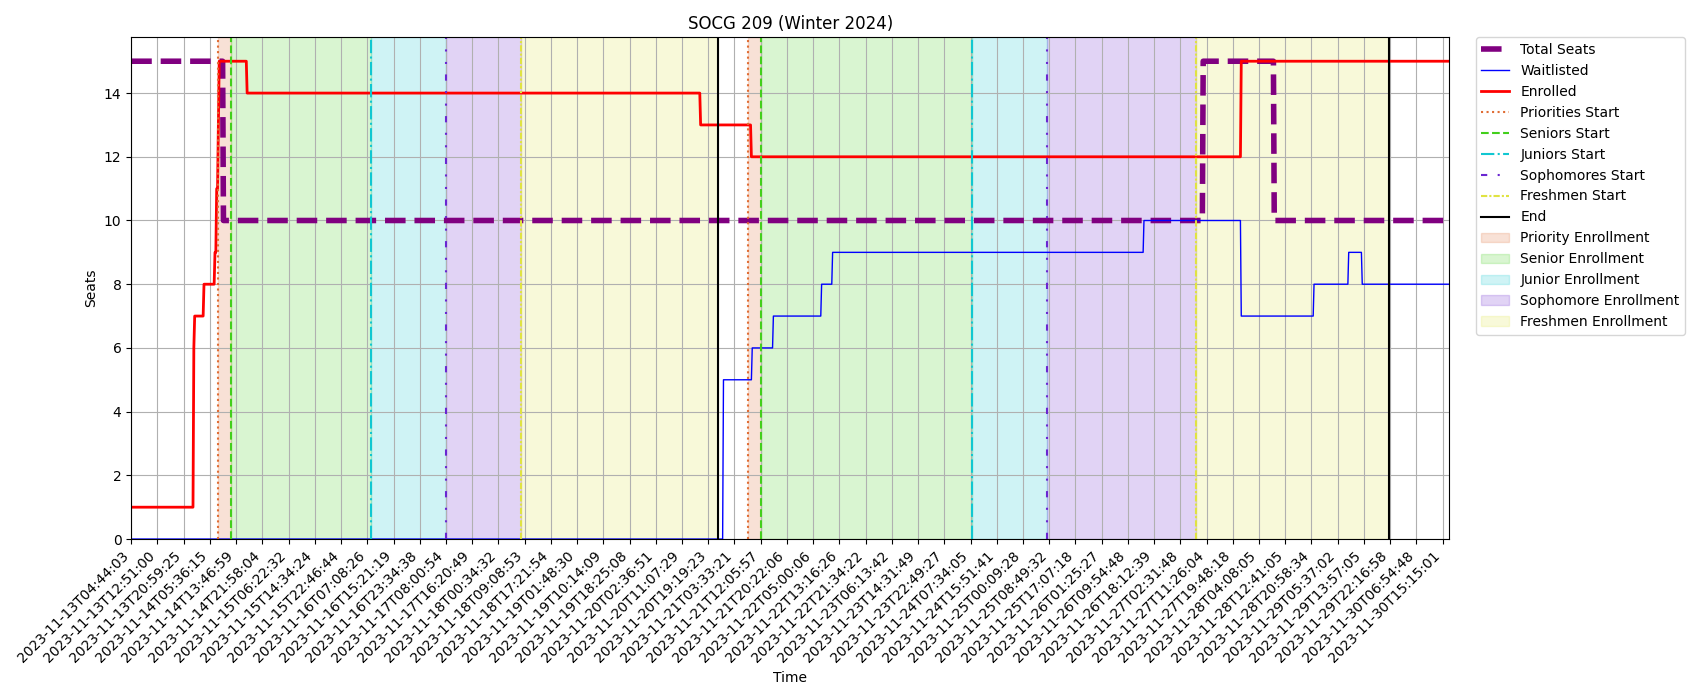 SOCG 209 (Winter 2024)
Seats
14
12
10
8
6
4
2
0
2023-11-13T04:44:03
2023-11-13T12:51:00
2023-11-13T20:59:25
2023-11-14T05:36:15
2023-11-14T13:46:59
2023-11-14T21:58:04
2023-11-15T06:22:32
2023-11-15T14:34:24
2023-11-15T22:46:44
2023-11-16T07:08:26
2023-11-16T15:21:19
2023-11-16T23:34:38
2023-11-17T08:00:54
2023-11-17T16:20:49
2023-11-18T00:34:32
2023-11-18T09:08:53
2023-11-18T17:21:54
2023-11-19T01:48:30
2023-11-19T10:14:09
2023-11-19T18:25:08
2023-11-20T02:36:51
2023-11-20T11:07:29
2023-11-20T19:19:23
2023-11-21T03:33:21
2023-11-21T12:05:57
2023-11-21T20:22:06
2023-11-22T05:00:06
2023-11-22T13:16:26
2023-11-22T21:34:22
2023-11-23T06:13:42
2023-11-23T14:31:49
2023-11-23T22:49:27
2023-11-24T07:34:05
2023-11-24T15:51:41
2023-11-25T00:09:28
2023-11-25T08:49:32
2023-11-25T17:07:18
2023-11-26T01:25:27
2023-11-26T09:54:48
2023-11-26T18:12:39
2023-11-27T02:31:48
2023-11-27T11:26:04
2023-11-27T19:48:18
2023-11-28T04:08:05
2023-11-28T12:41:05
2023-11-28T20:58:34
2023-11-29T05:37:02
2023-11-29T13:57:05
2023-11-29T22:16:58
2023-11-30T06:54:48
2023-11-30T15:15:01
Time
Total Seats
Waitlisted
Enrolled
Priorities Start
Seniors Start
Juniors Start
Sophomores Start
Freshmen Start
End
Priority Enrollment
Senior Enrollment
Junior Enrollment
Sophomore Enrollment
Freshmen Enrollment